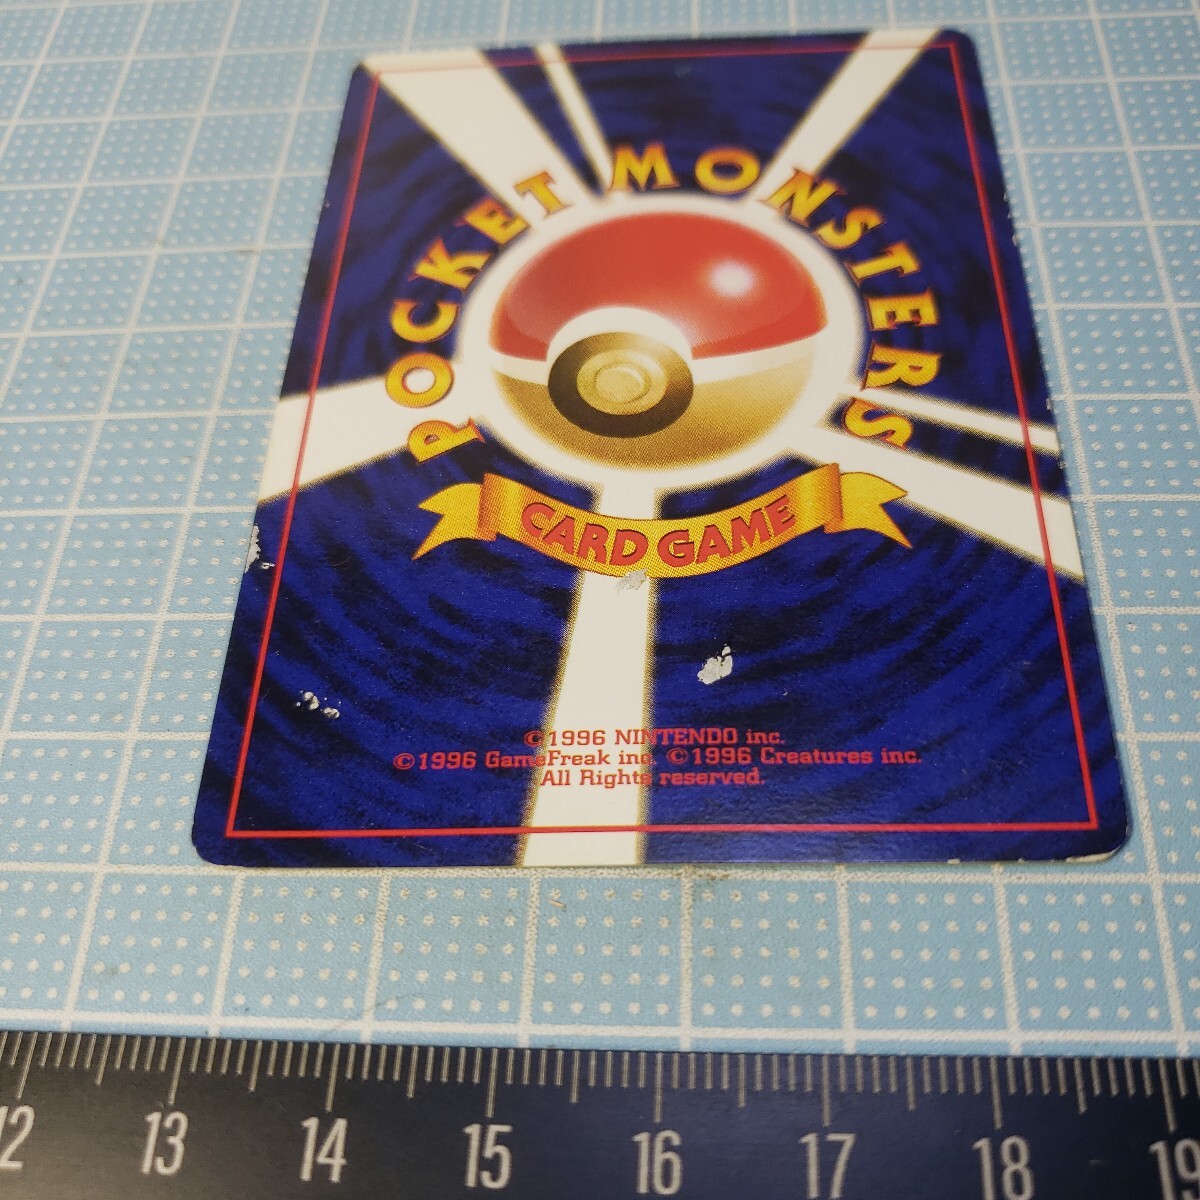 POCKET MONSTERS
CARD GAME
©1996 NINTENDO inc.
©1996 GameFreak inc. ©1996 Creatures inc.
All Rights reserved.
12 13 14 15 16 17 18 19